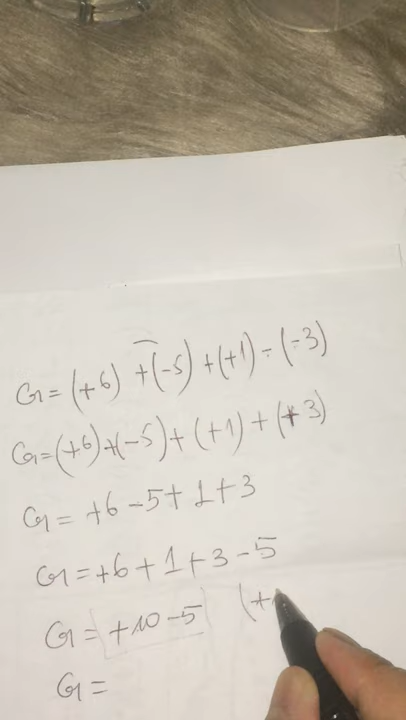 G = (+6) + (-5) + (+1) - (-3)
G = (+6) + (-5) + (+1) + (+3)
G = +6 - 5 + 1 + 3
G = +6 + 1 + 3 - 5
G = +10 - 5 (+
G =